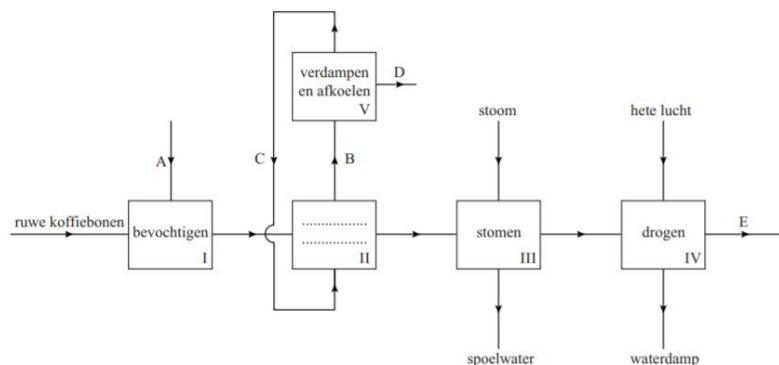 verdampen
en afkoelen
V
D
C
B
stoom
hete lucht
A
ruwe koffiebonen
bevochtigen
I
....................
....................
II
stomen
III
drogen
IV
E
spoelwater
waterdamp